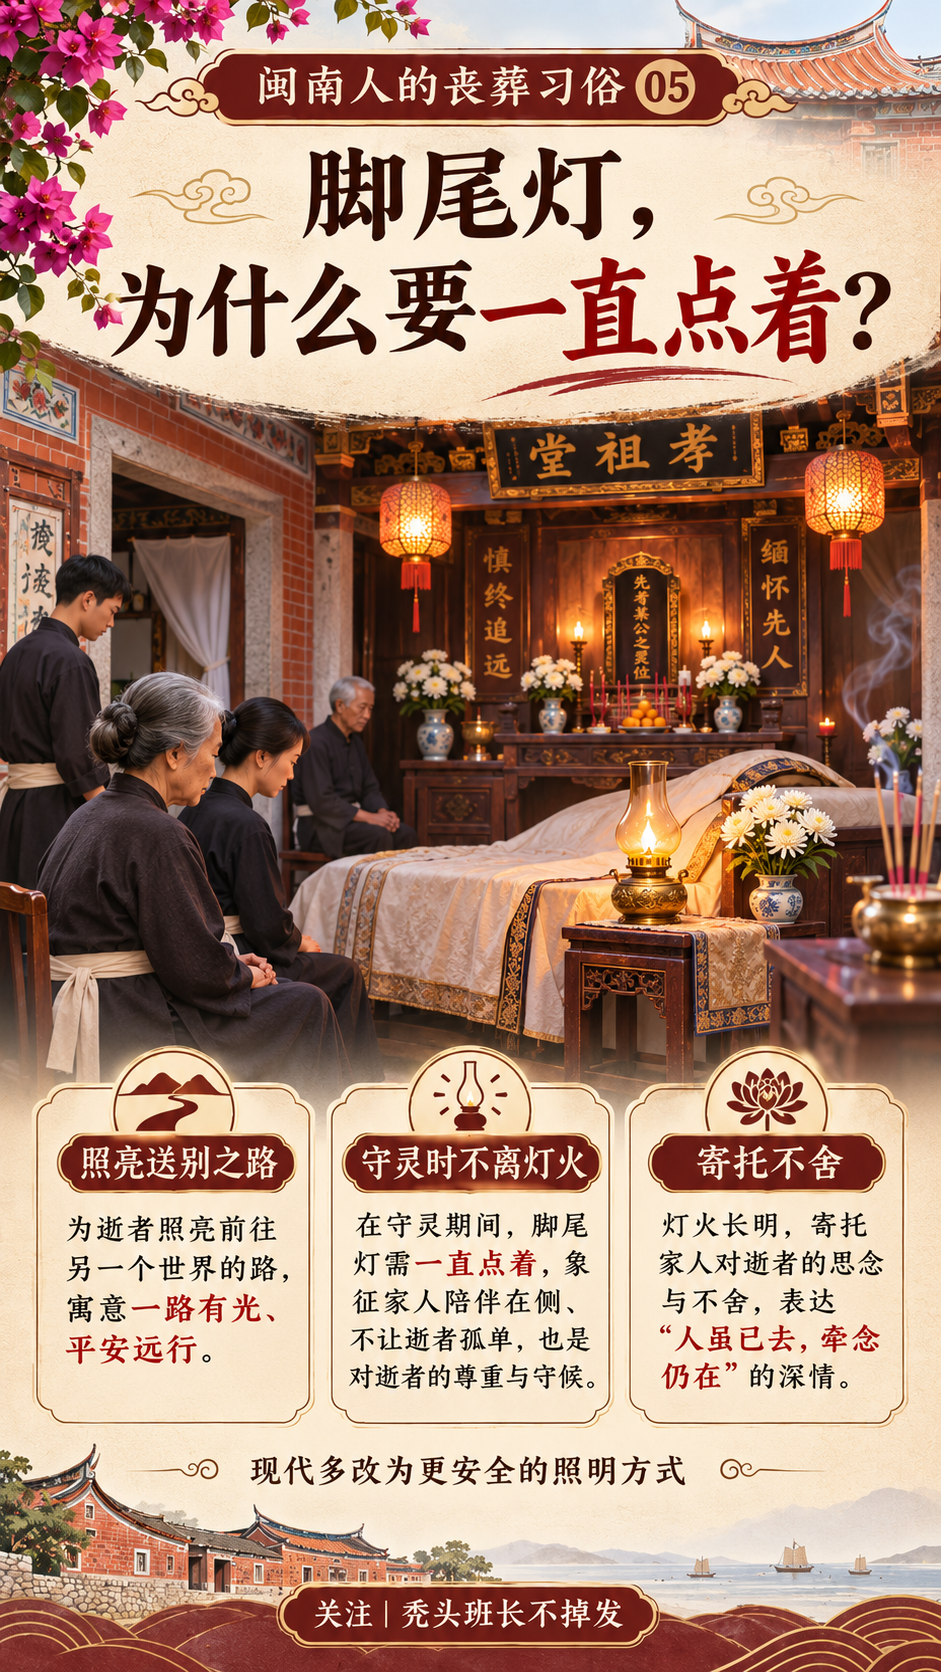 闽南人的丧葬习俗 05
脚尾灯，
为什么要一直点着？
堂祖孝
慎终追远
缅怀先人
照亮送别之路
为逝者照亮前往
另一个世界的路，
寓意一路有光、
平安远行。
守灵时不离灯火
在守灵期间，脚尾
灯需一直点着，象
征家人陪伴在侧、
不让逝者孤单，也是
对逝者的尊重与守候。
寄托不舍
灯火长明，寄托
家人对逝者的思念
与不舍，表达
“人虽已去，牵念
仍在”的深情。
现代多改为更安全的照明方式
关注｜秃头班长不掉发